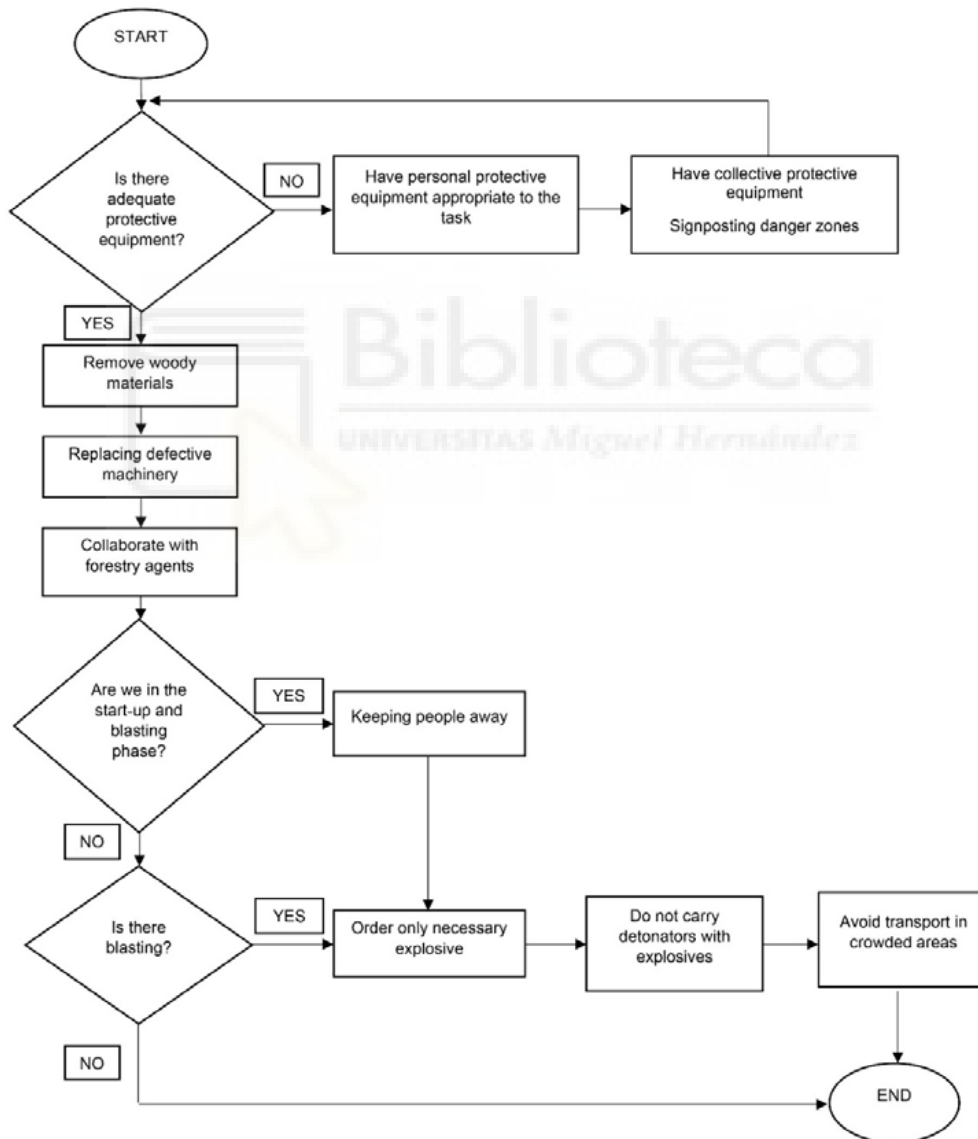 START
Is there
adequate
protective
equipment?
NO
Have personal protective
equipment appropriate to the
task
Have collective protective
equipment
Signposting danger zones
YES
Remove woody
materials
Biblioteca
UNIVERSITAS Miguel Hernández
Replacing defective
machinery
Collaborate with
forestry agents
Are we in the
start-up and
blasting
phase?
YES
Keeping people away
NO
Is there
blasting?
YES
Order only necessary
explosive
Do not carry
detonators with
explosives
Avoid transport in
crowded areas
NO
END